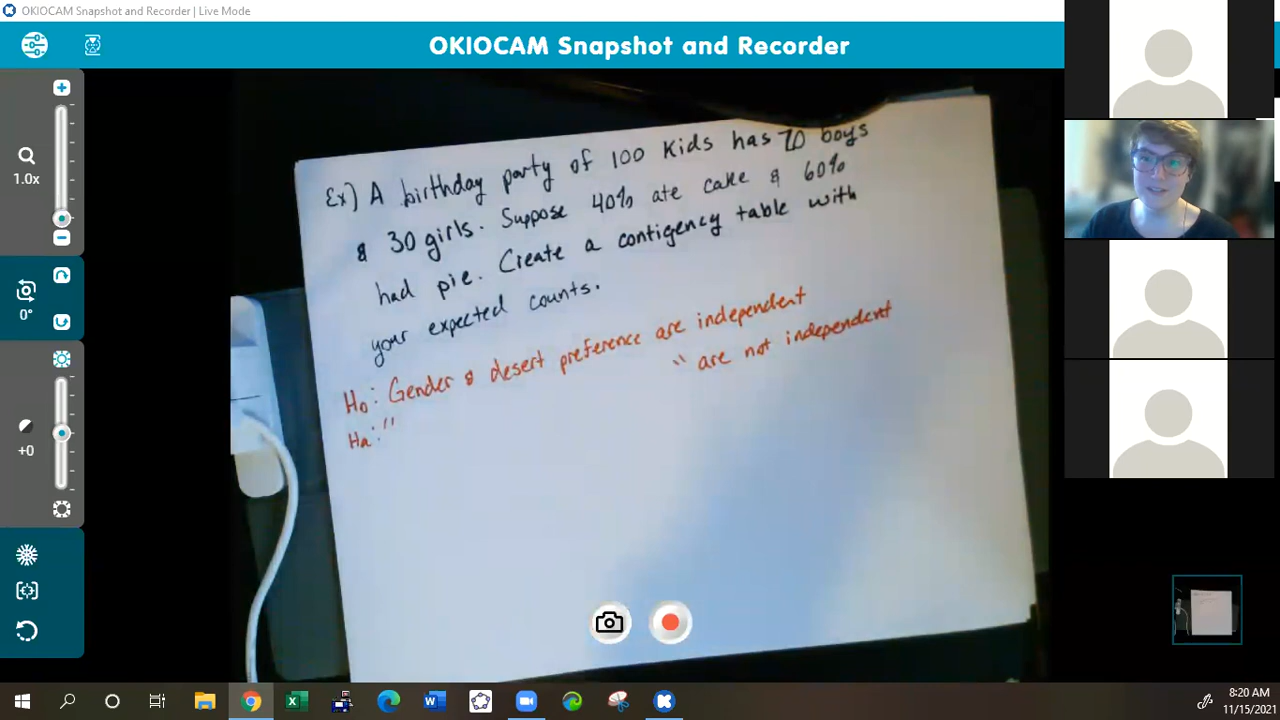 OKIOCAM Snapshot and Recorder | Live Mode
OKIOCAM Snapshot and Recorder
1.0x
0°
+0
Ex) A birthday party of 100 kids has 70 boys
& 30 girls. Suppose 40% ate cake & 60%
had pie. Create a contigency table with
your expected counts.
Ho: Gender & desert preference are independent
Ha: " " are not independent
8:20 AM
11/15/2021